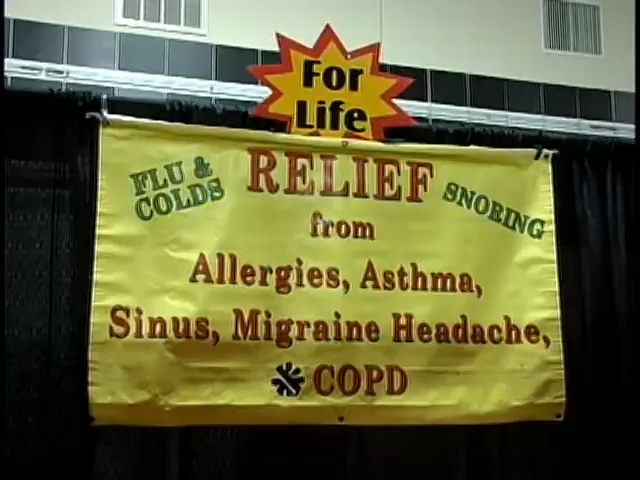 For
Life
FLU &
COLDS
RELIEF
SNORING
from
Allergies, Asthma,
Sinus, Migraine Headache,
COPD